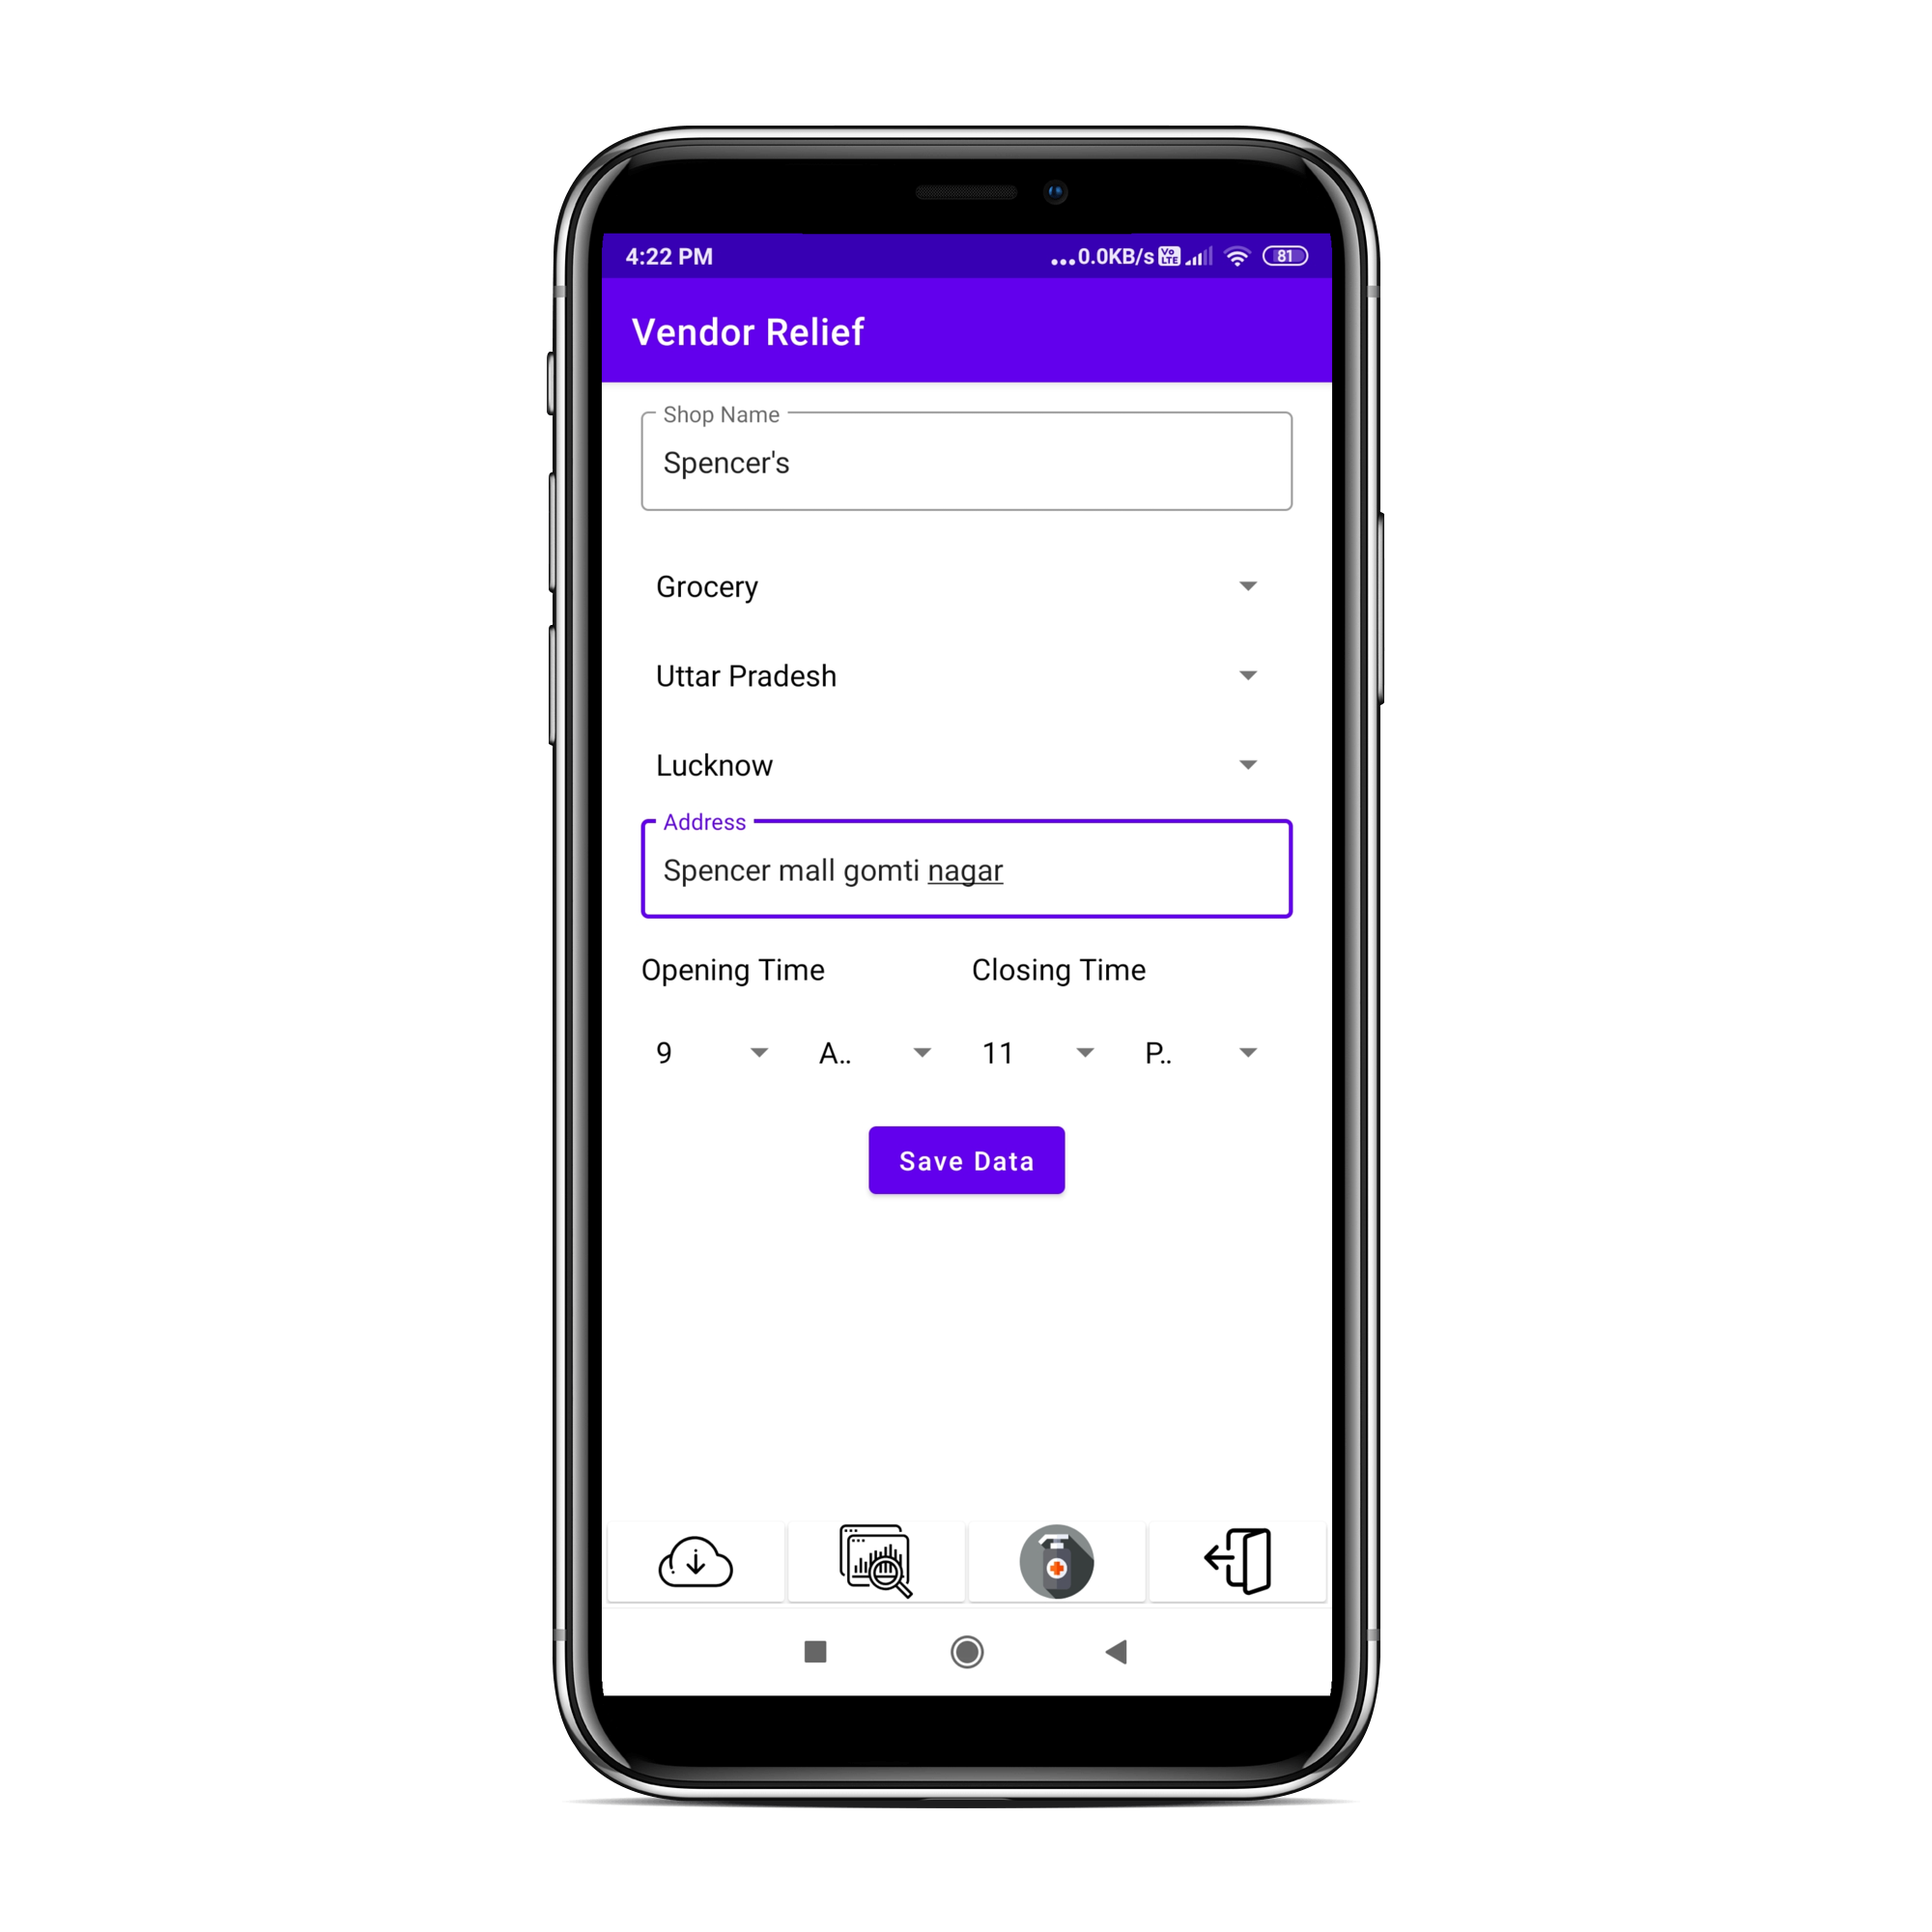 4:22 PM ...0.0KB/s Vo LTE 81
Vendor Relief
Shop Name
Spencer's
Grocery
Uttar Pradesh
Lucknow
Address
Spencer mall gomti nagar
Opening Time Closing Time
9 A.. 11 P..
Save Data